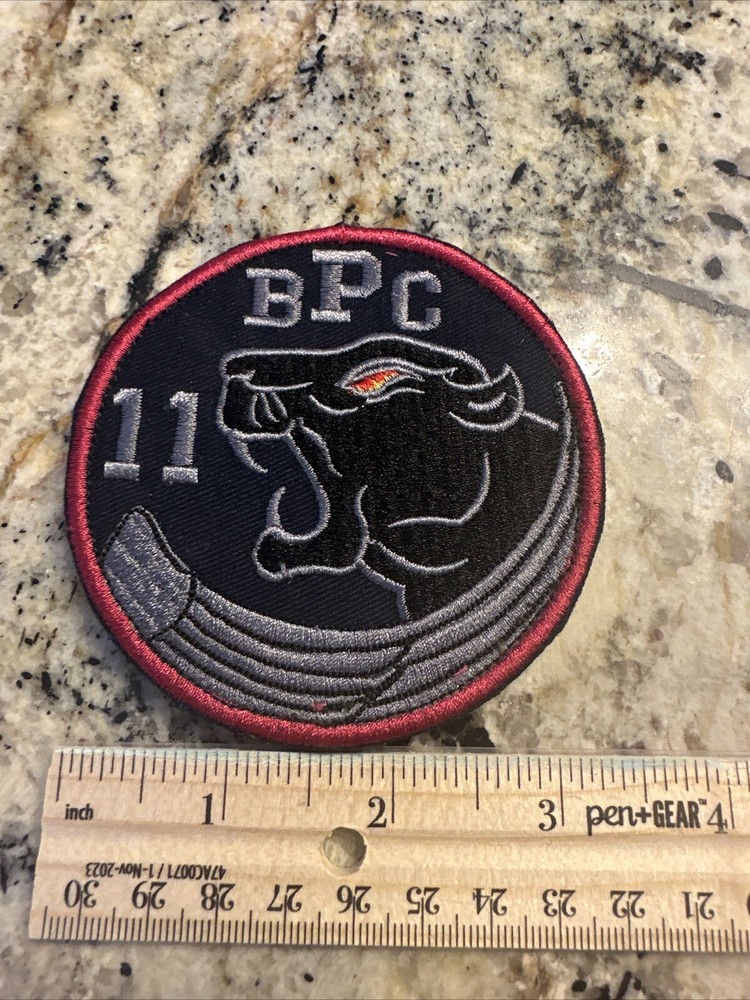 BPC
11
inch 1 2 3 pen+GEAR™ 4
47AC0071 / 1-Nov-2023
30 29 28 27 26 25 24 23 22 21